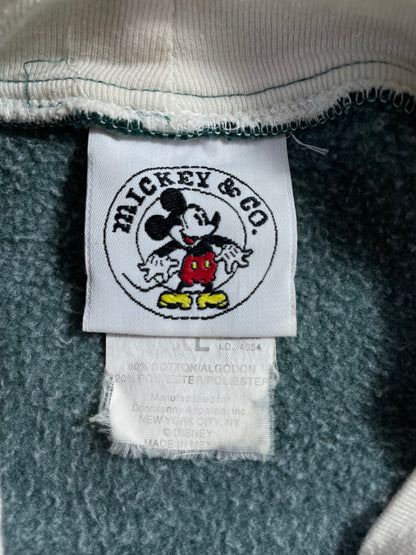 MICKEY & CO.
L I.D. 4654
80% COTTON/ALGODON
20% POLYESTER/POLIESTER
Manufactured for
Donnkenny Apparel, Inc.
NEW YORK CITY, NY
© DISNEY
MADE IN MEXICO